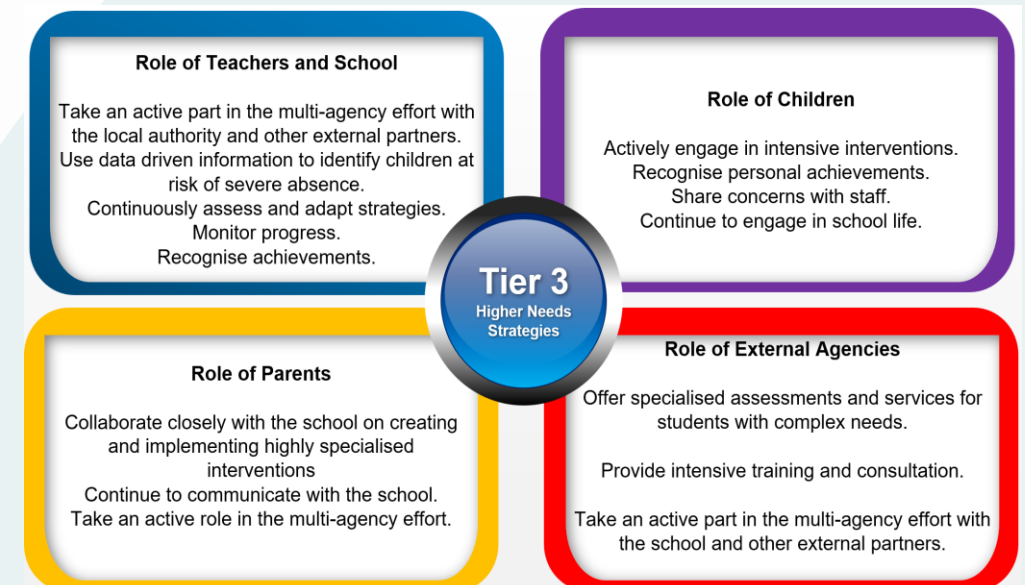 Role of Teachers and School
Take an active part in the multi-agency effort with
the local authority and other external partners.
Use data driven information to identify children at
risk of severe absence.
Continuously assess and adapt strategies.
Monitor progress.
Recognise achievements.
Role of Children
Actively engage in intensive interventions.
Recognise personal achievements.
Share concerns with staff.
Continue to engage in school life.
Tier 3
Higher Needs
Strategies
Role of Parents
Collaborate closely with the school on creating
and implementing highly specialised
interventions
Continue to communicate with the school.
Take an active role in the multi-agency effort.
Role of External Agencies
Offer specialised assessments and services for
students with complex needs.
Provide intensive training and consultation.
Take an active part in the multi-agency effort with
the school and other external partners.